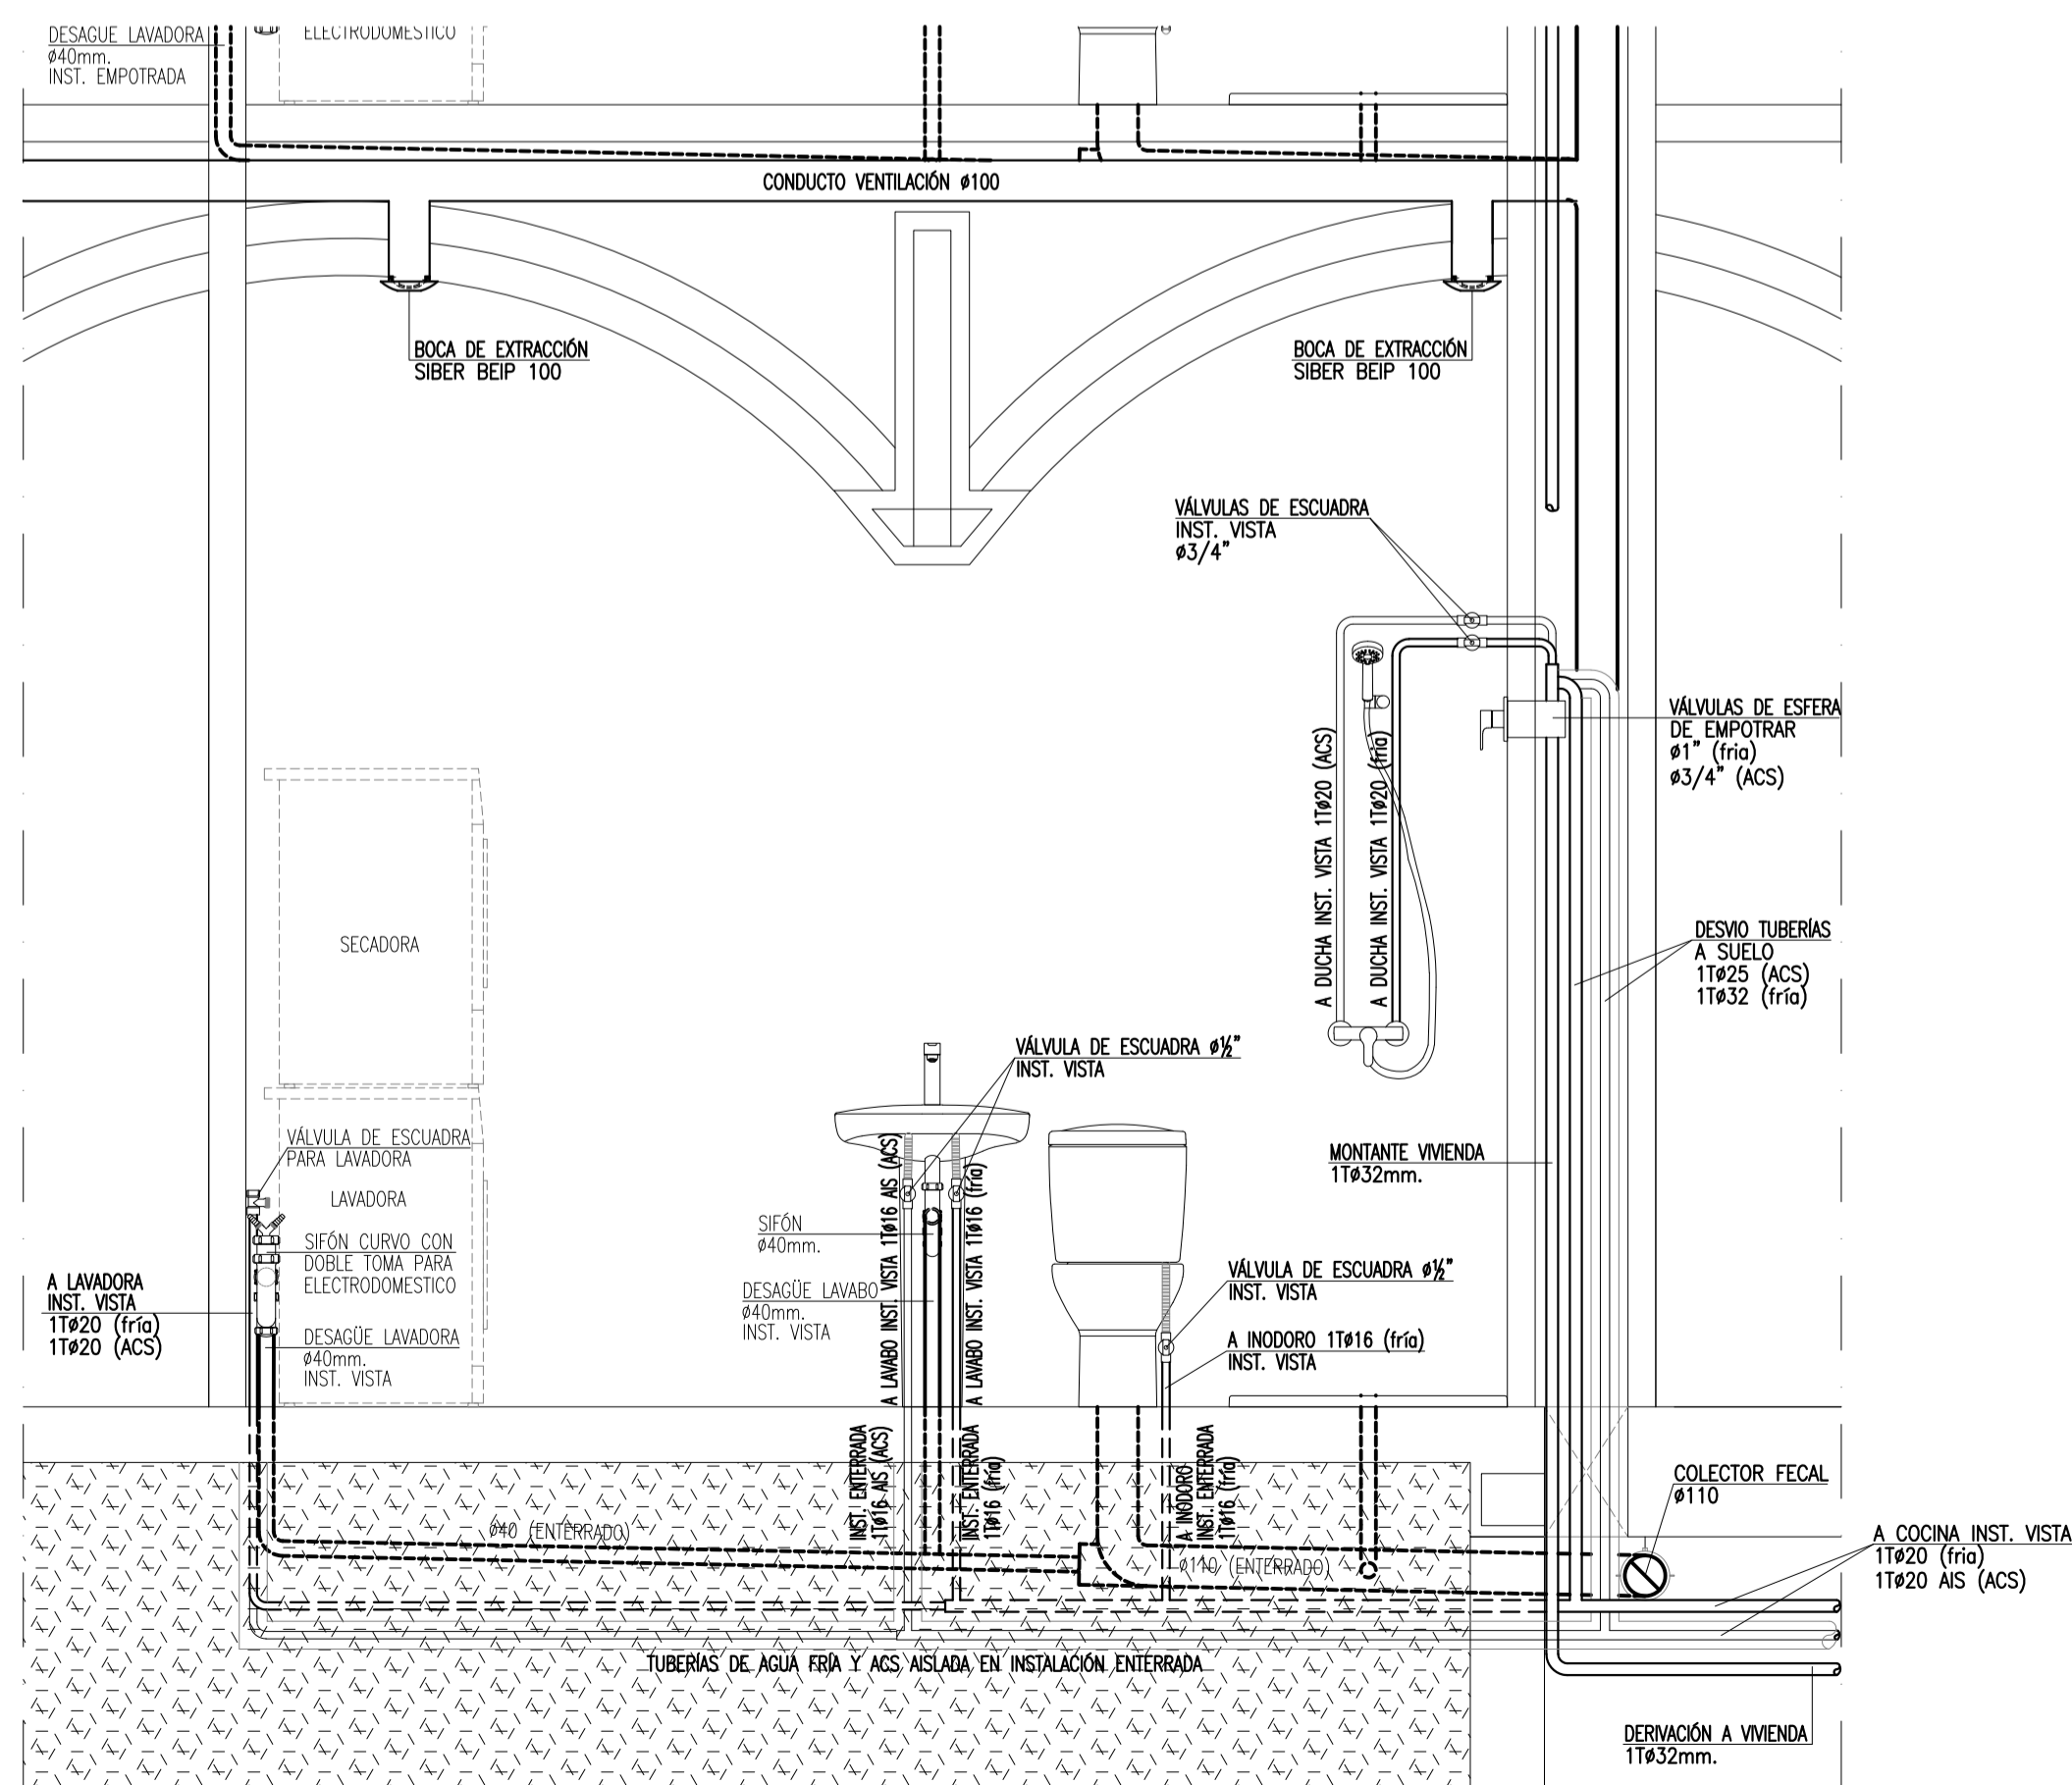 DESAGUE LAVADORA
ø40mm.
INST. EMPOTRADA
ELECTRODOMESTICO
CONDUCTO VENTILACIÓN ø100
BOCA DE EXTRACCIÓN
SIBER BEIP 100
BOCA DE EXTRACCIÓN
SIBER BEIP 100
VÁLVULAS DE ESCUADRA
INST. VISTA
ø3/4"
VÁLVULAS DE ESFERA
DE EMPOTRAR
ø1" (fria)
ø3/4" (ACS)
A DUCHA INST. VISTA 1Tø20 (ACS)
A DUCHA INST. VISTA 1Tø20 (fria)
SECADORA
DESVIO TUBERÍAS
A SUELO
1Tø25 (ACS)
1Tø32 (fría)
VÁLVULA DE ESCUADRA ø½"
INST. VISTA
VÁLVULA DE ESCUADRA
PARA LAVADORA
LAVADORA
MONTANTE VIVIENDA
1Tø32mm.
SIFÓN
ø40mm.
SIFÓN CURVO CON
DOBLE TOMA PARA
ELECTRODOMESTICO
A LAVADORA
INST. VISTA
1Tø20 (fría)
1Tø20 (ACS)
DESAGÜE LAVABO
ø40mm.
INST. VISTA
A LAVABO INST. VISTA 1Tø16 AIS (ACS)
A LAVABO INST. VISTA 1Tø16 (fría)
VÁLVULA DE ESCUADRA ø½"
INST. VISTA
DESAGÜE LAVADORA
ø40mm.
INST. VISTA
A INODORO 1Tø16 (fría)
INST. VISTA
INST. ENTERRADA
1Tø16 AIS (ACS)
INST. ENTERRADA
1Tø16 (fría)
A INODORO
INST. ENTERRADA
1Tø16 (fría)
COLECTOR FECAL
ø110
ø40 (ENTERRADO)
ø110 (ENTERRADO)
A COCINA INST. VISTA
1Tø20 (fria)
1Tø20 AIS (ACS)
TUBERÍAS DE AGUA FRÍA Y ACS AISLADA EN INSTALACIÓN ENTERRADA
DERIVACIÓN A VIVIENDA
1Tø32mm.